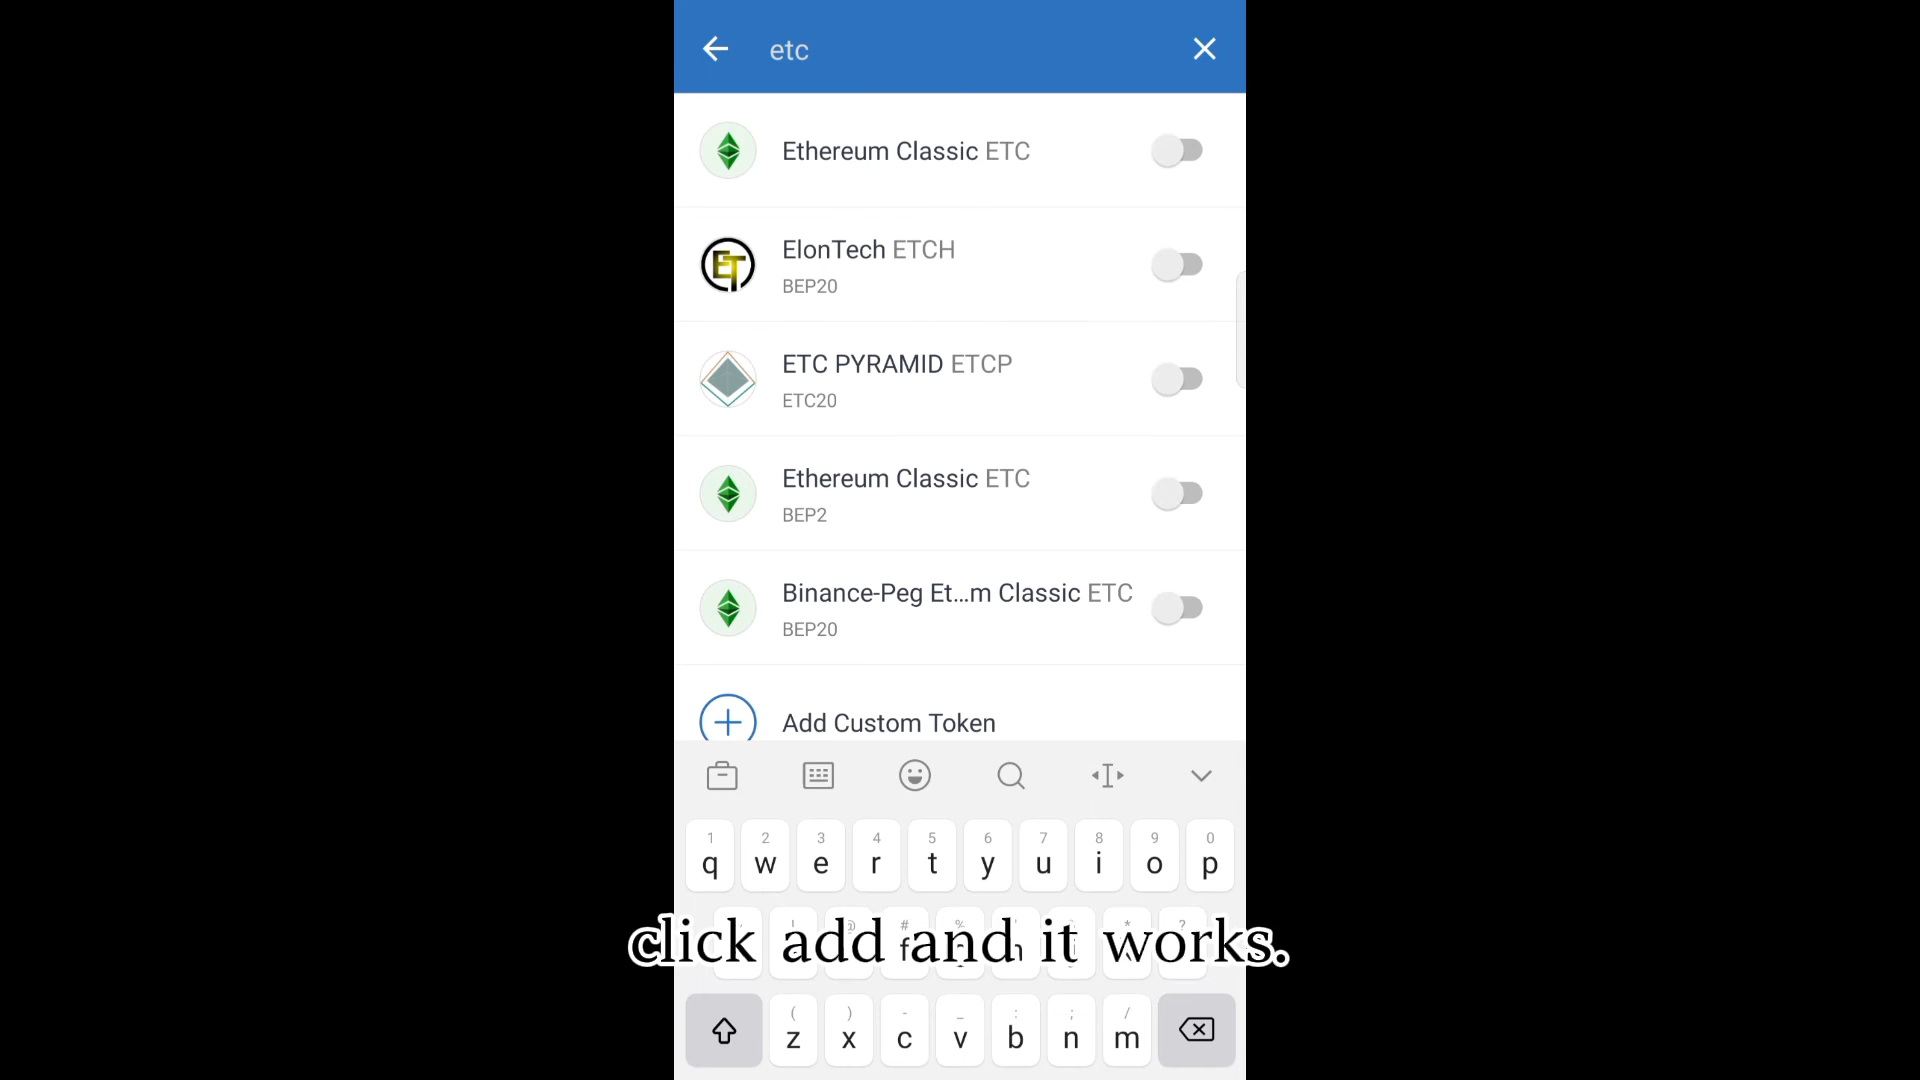 etc
Ethereum Classic ETC
ElonTech ETCH
BEP20
ET
ETC PYRAMID ETCP
ETC20
Ethereum Classic ETC
BEP2
Binance-Peg Et...m Classic ETC
BEP20
Add Custom Token
1 2 3 4 5 6 7 8 9 0
q w e r t y u i o p
click add and it works.
( ) - _ : ; /
z x c v b n m